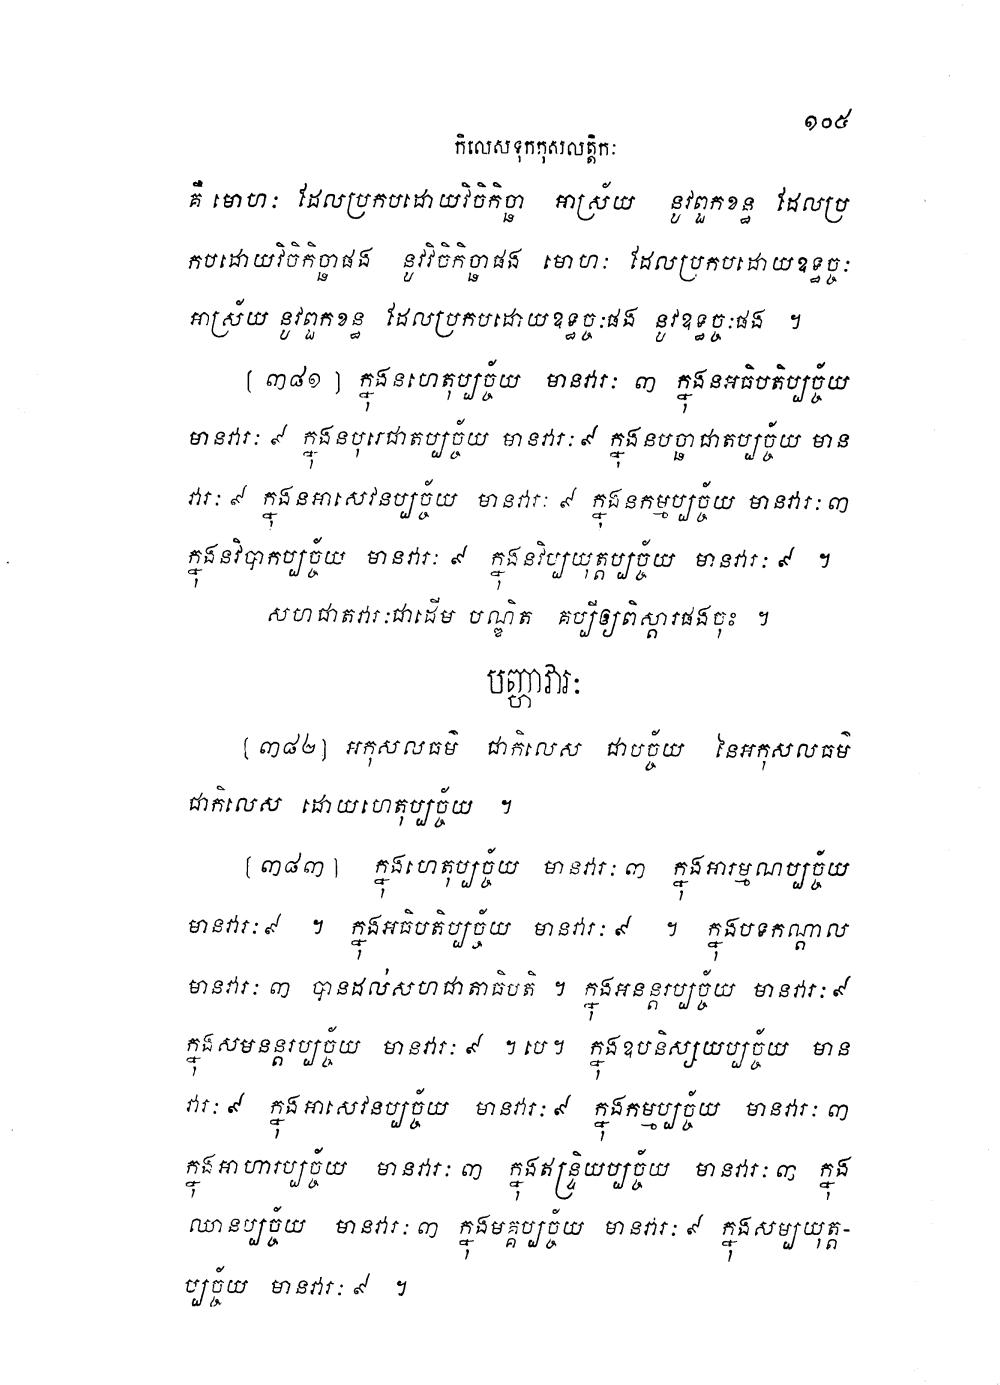 ១០៥
កិលេសទុកកុសលត្តិកៈ
គឺ មោហៈ ដែលប្រកបដោយវិចិកិច្ឆា អាស្រ័យ នូវពួកខន្ធ ដែលប្រ
កបដោយវិចិកិច្ឆាផង នូវវិចិកិច្ឆាផង មោហៈ ដែលប្រកបដោយឧទ្ធច្ចៈ
អាស្រ័យ នូវពួកខន្ធ ដែលប្រកបដោយឧទ្ធច្ចៈផង នូវឧទ្ធច្ចៈផង ។
[៣៨១] ក្នុងនហេតុប្បច្ច័យ មានវារៈ ៣ ក្នុងនអធិបតិប្បច្ច័យ
មានវារៈ ៩ ក្នុងនបុរេជាតប្បច្ច័យ មានវារៈ ៩ ក្នុងនបច្ឆាជាតប្បច្ច័យ មាន
វារៈ ៩ ក្នុងនអាសេវនប្បច្ច័យ មានវារៈ ៩ ក្នុងនកម្មប្បច្ច័យ មានវារៈ ៣
ក្នុងនវិបាកប្បច្ច័យ មានវារៈ ៩ ក្នុងនវិប្បយុត្តប្បច្ច័យ មានវារៈ ៩ ។
សហជាតវារៈជាដើម បណ្ឌិត គប្បីឲ្យពិស្តារផងចុះ ។
បញ្ហាវារៈ
[៣៨២] អកុសលធម៌ ជាកិលេស ជាបច្ច័យ នៃអកុសលធម៌
ជាកិលេស ដោយហេតុប្បច្ច័យ ។
[៣៨៣] ក្នុងហេតុប្បច្ច័យ មានវារៈ ៣ ក្នុងអារម្មណប្បច្ច័យ
មានវារៈ ៩ ។ ក្នុងអធិបតិប្បច្ច័យ មានវារៈ ៩ ។ ក្នុងបទកណ្តាល
មានវារៈ ៣ បានដល់សហជាតាធិបតិ ។ ក្នុងអនន្តរប្បច្ច័យ មានវារៈ ៩
ក្នុងសមនន្តរប្បច្ច័យ មានវារៈ ៩ ។បេ។ ក្នុងឧបនិស្សយប្បច្ច័យ មាន
វារៈ ៩ ក្នុងអាសេវនប្បច្ច័យ មានវារៈ ៩ ក្នុងកម្មប្បច្ច័យ មានវារៈ ៣
ក្នុងអាហារប្បច្ច័យ មានវារៈ ៣ ក្នុងឥន្ទ្រិយប្បច្ច័យ មានវារៈ ៣ ក្នុង
ឈានប្បច្ច័យ មានវារៈ ៣ ក្នុងមគ្គប្បច្ច័យ មានវារៈ ៩ ក្នុងសម្បយុត្ត-
ប្បច្ច័យ មានវារៈ ៩ ។